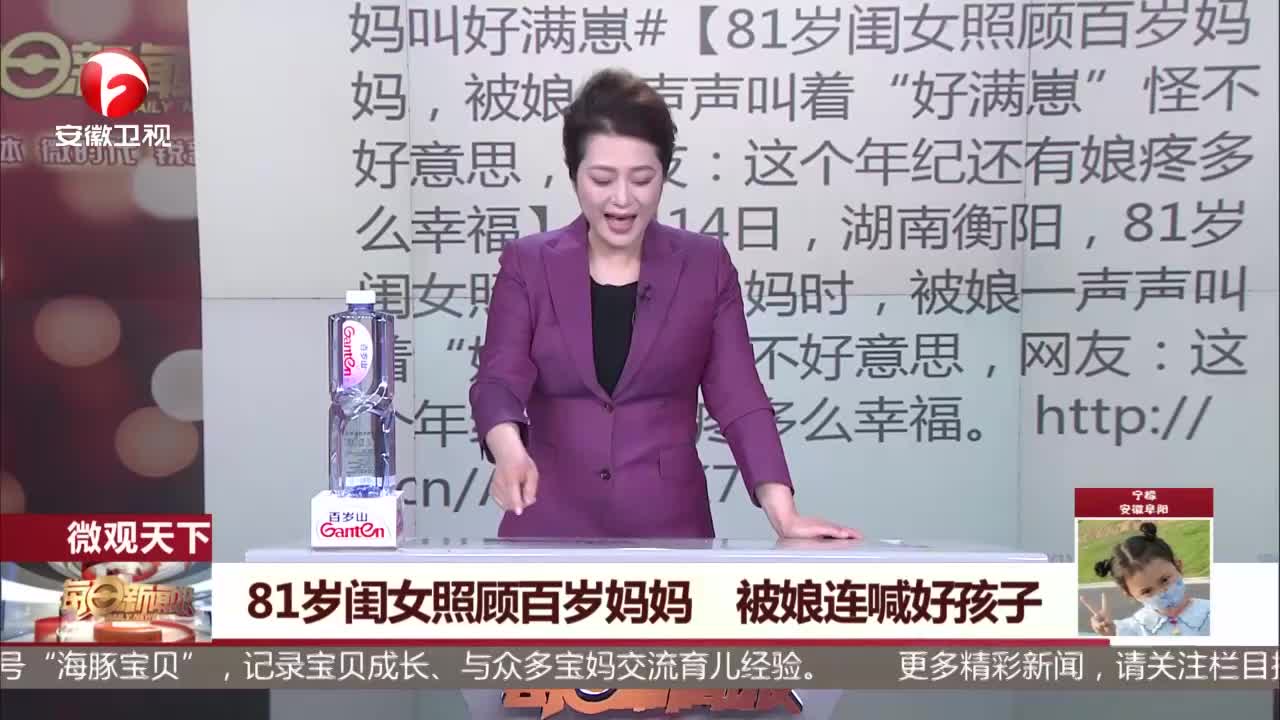 妈叫好满崽#【81岁闺女照顾百岁妈
妈，被娘 声声叫着“好满崽”怪不
好意思， 友：这个年纪还有娘疼多
么幸福】 14日，湖南衡阳，81岁
闺女照 妈时，被娘一声声叫
着“ 不好意思，网友：这
个年 多么幸福。http://
cn/
安徽卫视
Ganten
百岁山
百岁山
Ganten
宁檬
安徽阜阳
微观天下
每日新闻报
81岁闺女照顾百岁妈妈 被娘连喊好孩子
号“海豚宝贝”，记录宝贝成长、与众多宝妈交流育儿经验。 更多精彩新闻，请关注栏目